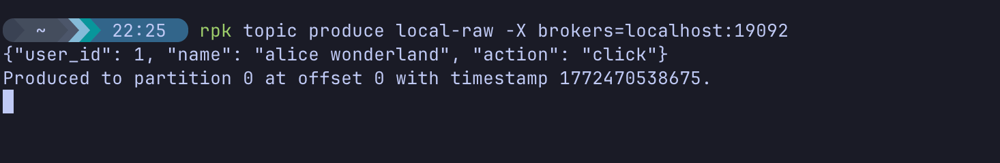 ~ 22:25 rpk topic produce local-raw -X brokers=localhost:19092
{"user_id": 1, "name": "alice wonderland", "action": "click"}
Produced to partition 0 at offset 0 with timestamp 1772470538675.